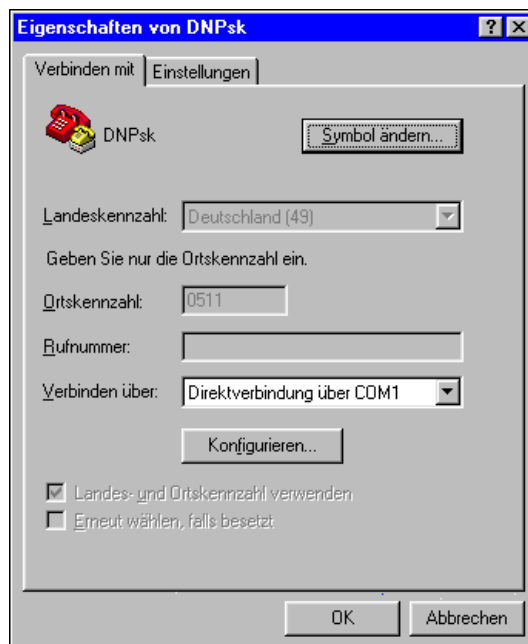 Eigenschaften von DNPsk
Verbinden mit Einstellungen
DNPsk Symbol ändern...
Landeskennzahl: Deutschland (49)
Geben Sie nur die Ortskennzahl ein.
Ortskennzahl: 0511
Rufnummer:
Verbinden über: Direktverbindung über COM1
Konfigurieren...
Landes- und Ortskennzahl verwenden
Erneut wählen, falls besetzt
OK Abbrechen